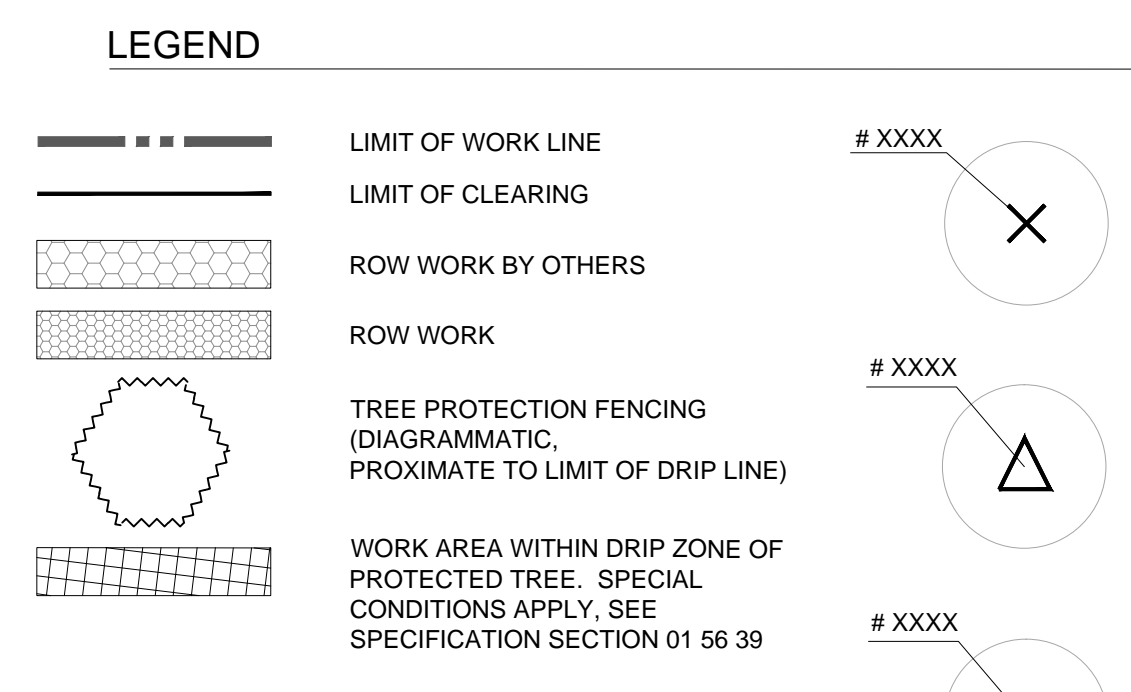 LEGEND
LIMIT OF WORK LINE
LIMIT OF CLEARING
ROW WORK BY OTHERS
ROW WORK
TREE PROTECTION FENCING
(DIAGRAMMATIC,
PROXIMATE TO LIMIT OF DRIP LINE)
WORK AREA WITHIN DRIP ZONE OF
PROTECTED TREE. SPECIAL
CONDITIONS APPLY, SEE
SPECIFICATION SECTION 01 56 39
# XXXX
# XXXX
# XXXX